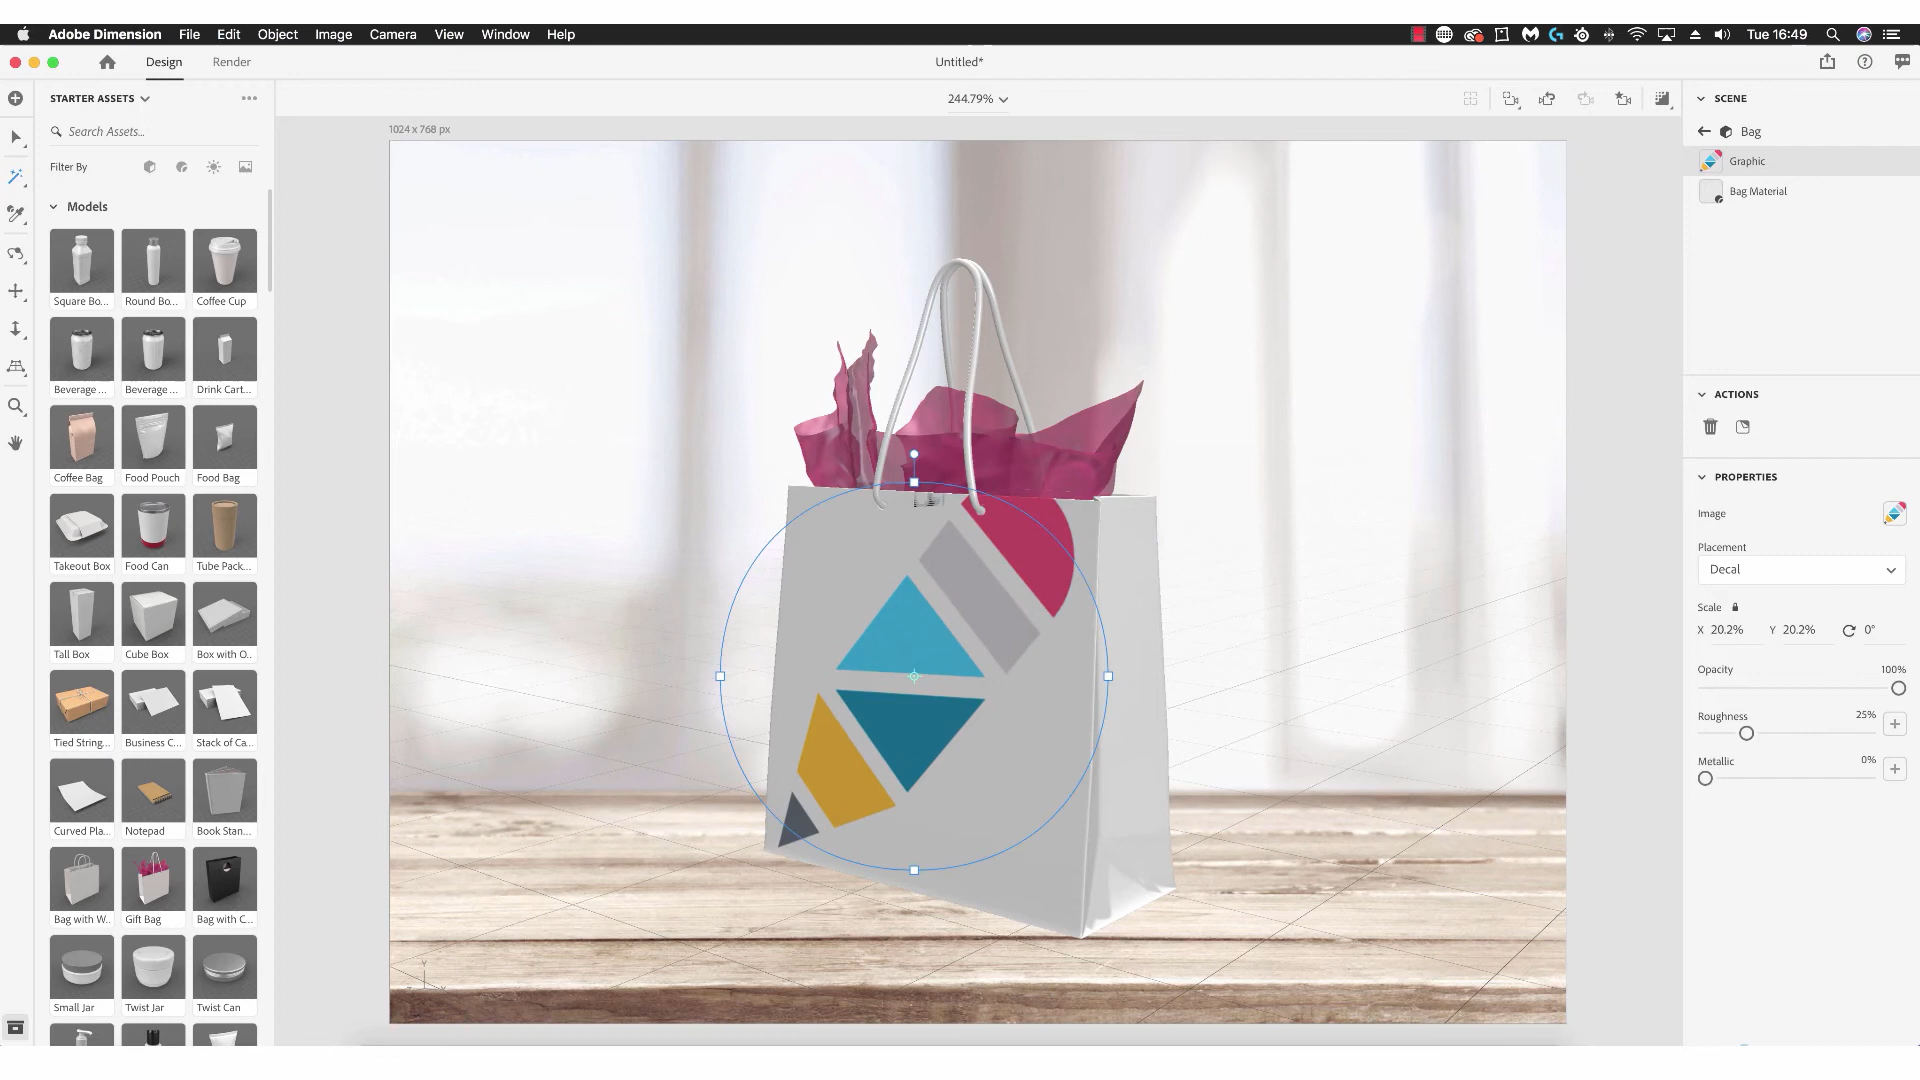 Adobe Dimension File Edit Object Image Camera View Window Help Tue 16:49
Design Render Untitled*
STARTER ASSETS
244.79%
SCENE
Search Assets...
1024 x 768 px
Bag
Filter By
Graphic
Models
Bag Material
Square Bo... Round Bo... Coffee Cup
Beverage ... Beverage ... Drink Cart...
ACTIONS
Coffee Bag Food Pouch Food Bag
PROPERTIES
Image
Placement
Decal
Takeout Box Food Can Tube Pack...
Scale
X 20.2% Y 20.2% 0°
Tall Box Cube Box Box with O...
Opacity 100%
Roughness 25%
Tied String... Business C... Stack of Ca...
Metallic 0%
Curved Pla... Notepad Book Stan...
Bag with W... Gift Bag Bag with C...
Small Jar Twist Jar Twist Can
Y